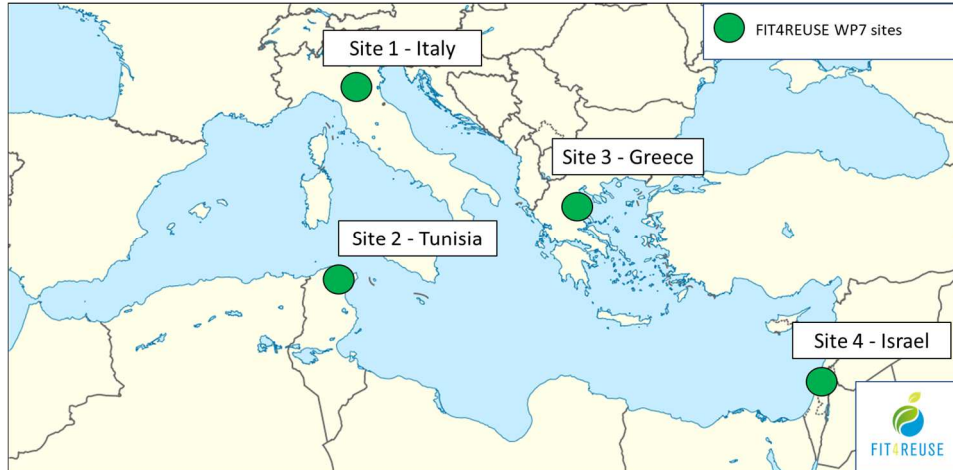 FIT4REUSE WP7 sites
Site 1 - Italy
Site 3 - Greece
Site 2 - Tunisia
Site 4 - Israel
FIT4REUSE